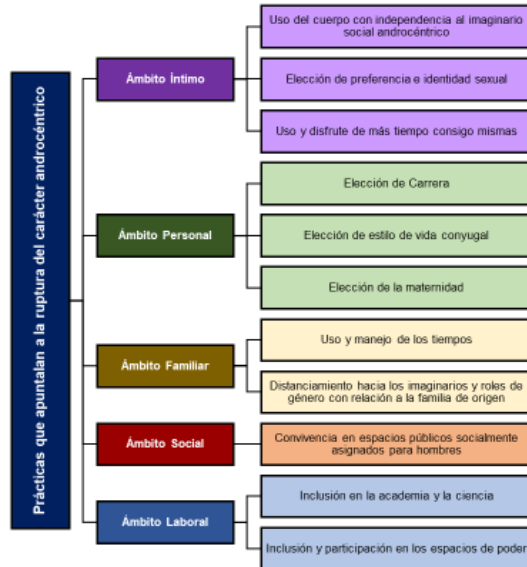 Prácticas que apuntalan a la ruptura del carácter androcéntrico
Ámbito Íntimo
Uso del cuerpo con independencia al imaginario
social androcéntrico
Elección de preferencia e identidad sexual
Uso y disfrute de más tiempo consigo mismas
Ámbito Personal
Elección de Carrera
Elección de estilo de vida conyugal
Elección de la maternidad
Ámbito Familiar
Uso y manejo de los tiempos
Distanciamiento hacia los imaginarios y roles de
género con relación a la familia de origen
Ámbito Social
Convivencia en espacios públicos socialmente
asignados para hombres
Ámbito Laboral
Inclusión en la academia y la ciencia
Inclusión y participación en los espacios de poder